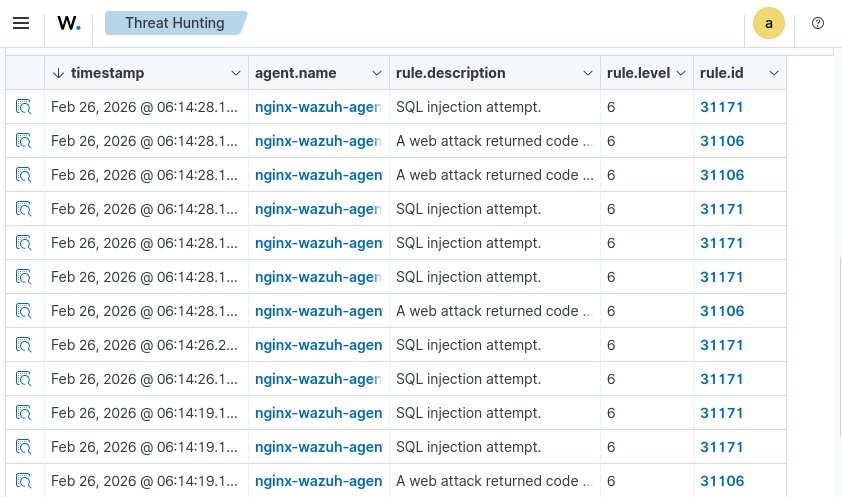 W. Threat Hunting a
timestamp agent.name rule.description rule.level rule.id
Feb 26, 2026 @ 06:14:28.1... nginx-wazuh-agen SQL injection attempt. 6 31171
Feb 26, 2026 @ 06:14:28.1... nginx-wazuh-agen A web attack returned code ... 6 31106
Feb 26, 2026 @ 06:14:28.1... nginx-wazuh-agen A web attack returned code ... 6 31106
Feb 26, 2026 @ 06:14:28.1... nginx-wazuh-agen SQL injection attempt. 6 31171
Feb 26, 2026 @ 06:14:28.1... nginx-wazuh-agen SQL injection attempt. 6 31171
Feb 26, 2026 @ 06:14:28.1... nginx-wazuh-agen SQL injection attempt. 6 31171
Feb 26, 2026 @ 06:14:28.1... nginx-wazuh-agen A web attack returned code ... 6 31106
Feb 26, 2026 @ 06:14:26.2... nginx-wazuh-agen SQL injection attempt. 6 31171
Feb 26, 2026 @ 06:14:26.1... nginx-wazuh-agen SQL injection attempt. 6 31171
Feb 26, 2026 @ 06:14:19.1... nginx-wazuh-agen SQL injection attempt. 6 31171
Feb 26, 2026 @ 06:14:19.1... nginx-wazuh-agen SQL injection attempt. 6 31171
Feb 26, 2026 @ 06:14:19.1... nginx-wazuh-agen A web attack returned code ... 6 31106